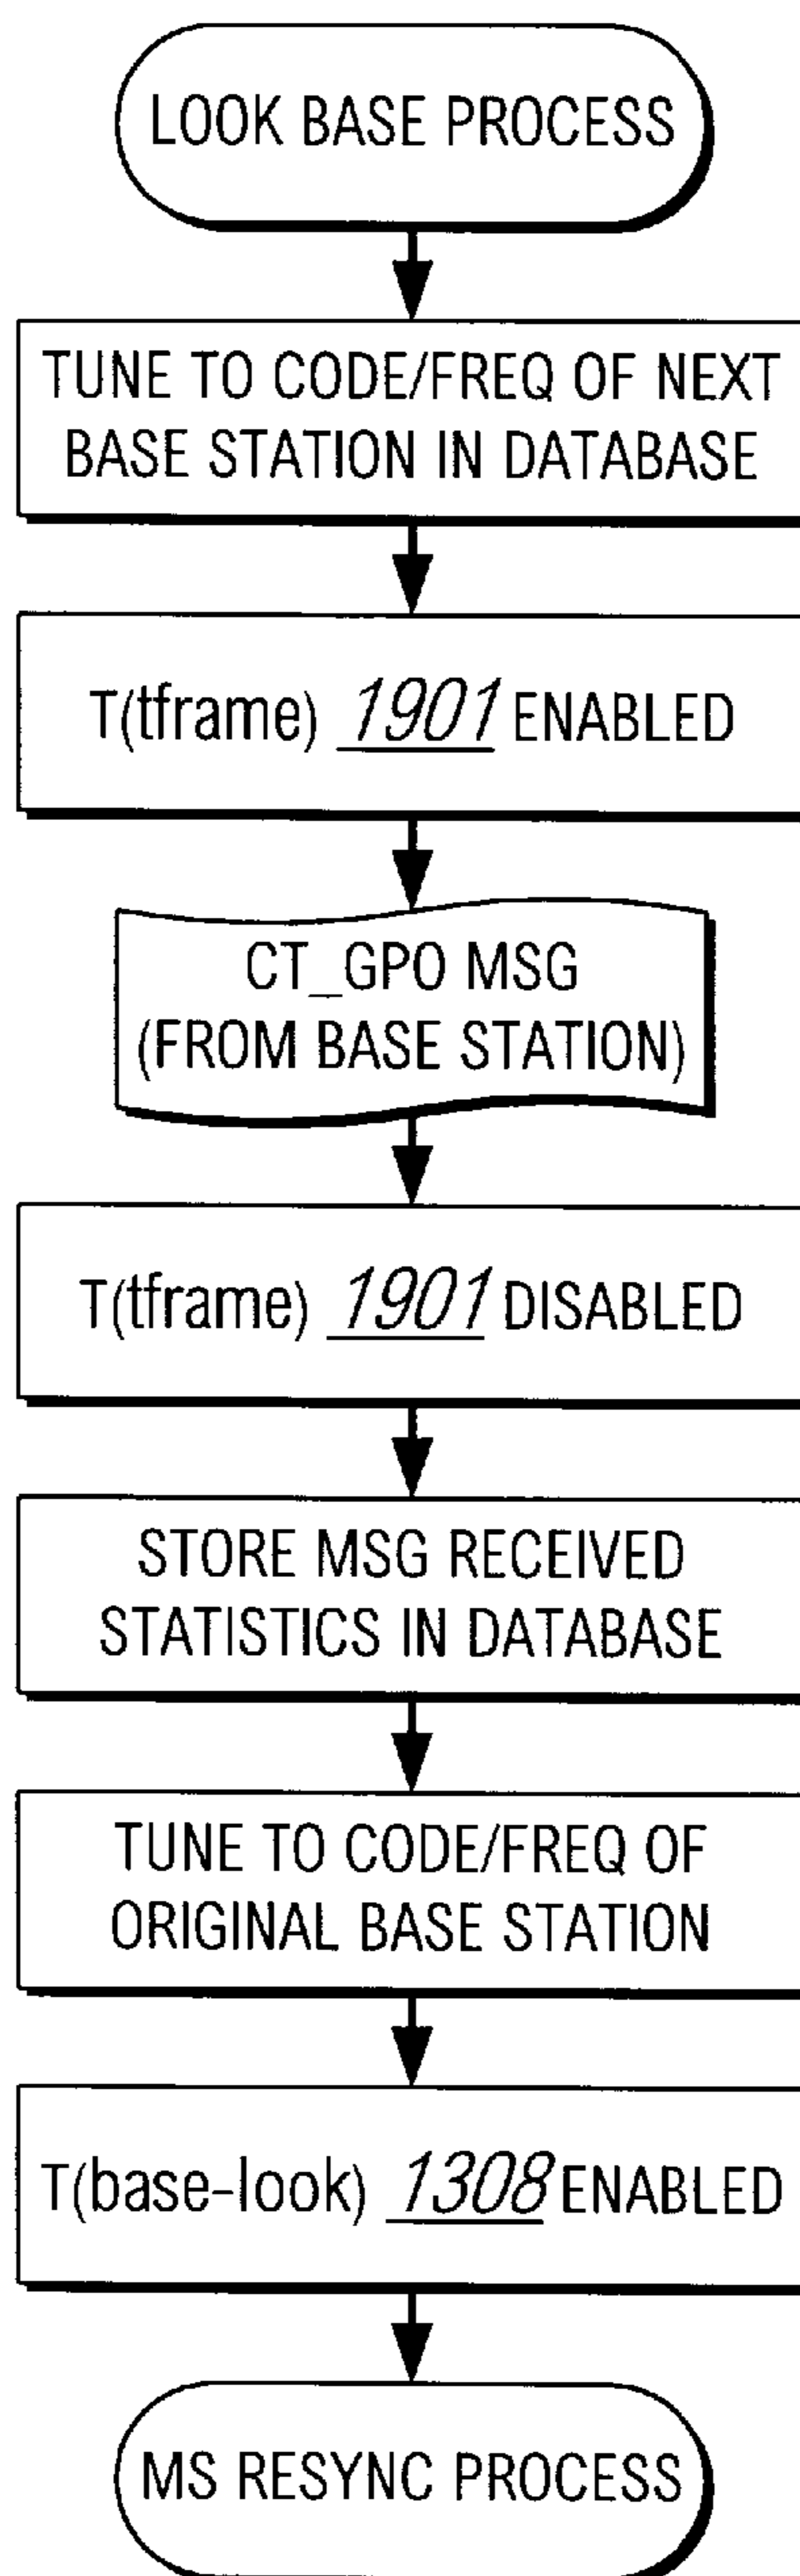 LOOK BASE PROCESS
TUNE TO CODE/FREQ OF NEXT
BASE STATION IN DATABASE
T(tframe) 1901 ENABLED
CT_GPO MSG
(FROM BASE STATION)
T(tframe) 1901 DISABLED
STORE MSG RECEIVED
STATISTICS IN DATABASE
TUNE TO CODE/FREQ OF
ORIGINAL BASE STATION
T(base-look) 1308 ENABLED
MS RESYNC PROCESS